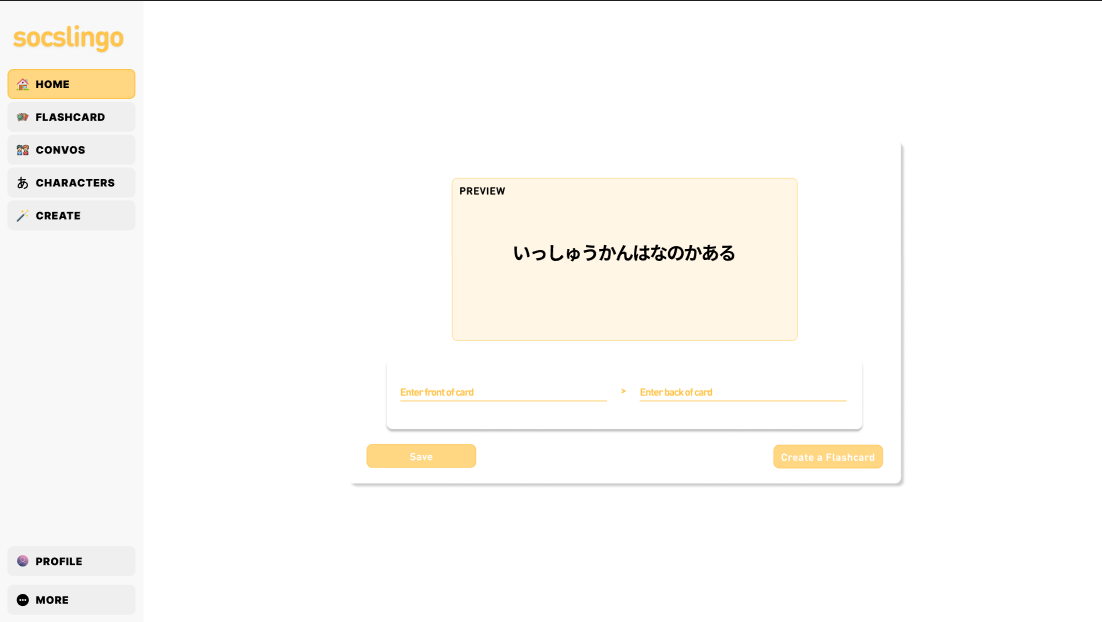 socslingo
HOME
FLASHCARD
CONVOS
あ CHARACTERS
CREATE
PROFILE
MORE
PREVIEW
いっしゅうかんはなのかある
Enter front of card > Enter back of card
Save
Create a Flashcard